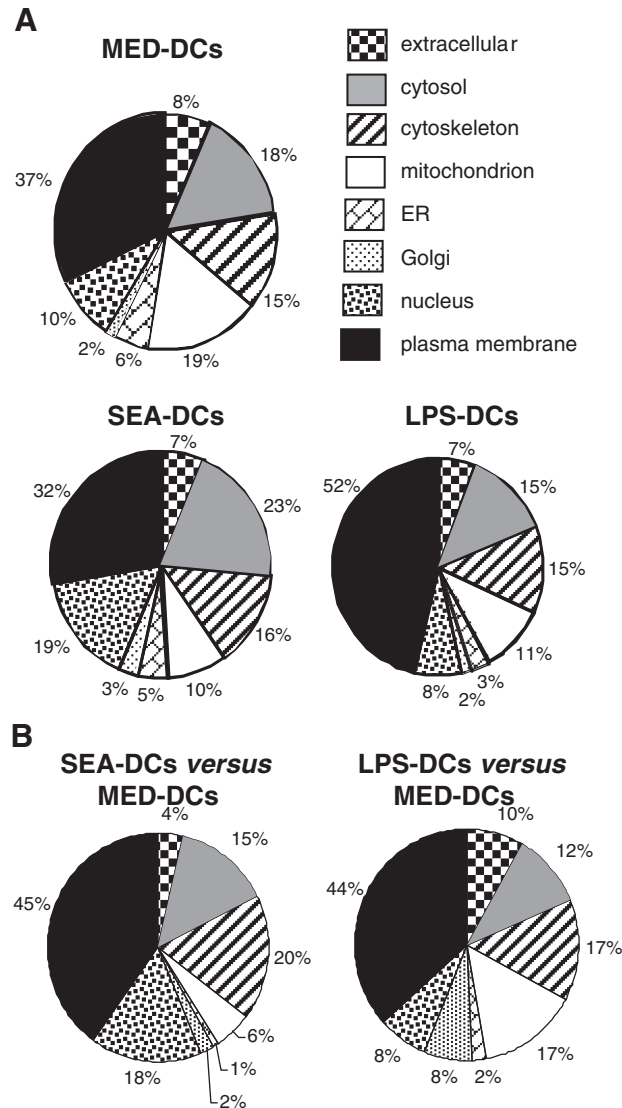 A
MED-DCs
8%
18%
15%
19%
6%
2%
10%
37%
extracellular
cytosol
cytoskeleton
mitochondrion
ER
Golgi
nucleus
plasma membrane
SEA-DCs
7%
23%
16%
10%
5%
3%
19%
32%
LPS-DCs
7%
15%
15%
11%
3%
2%
8%
52%
B
SEA-DCs versus
MED-DCs
4%
15%
20%
6%
1%
2%
18%
45%
LPS-DCs versus
MED-DCs
10%
12%
17%
17%
2%
8%
8%
44%